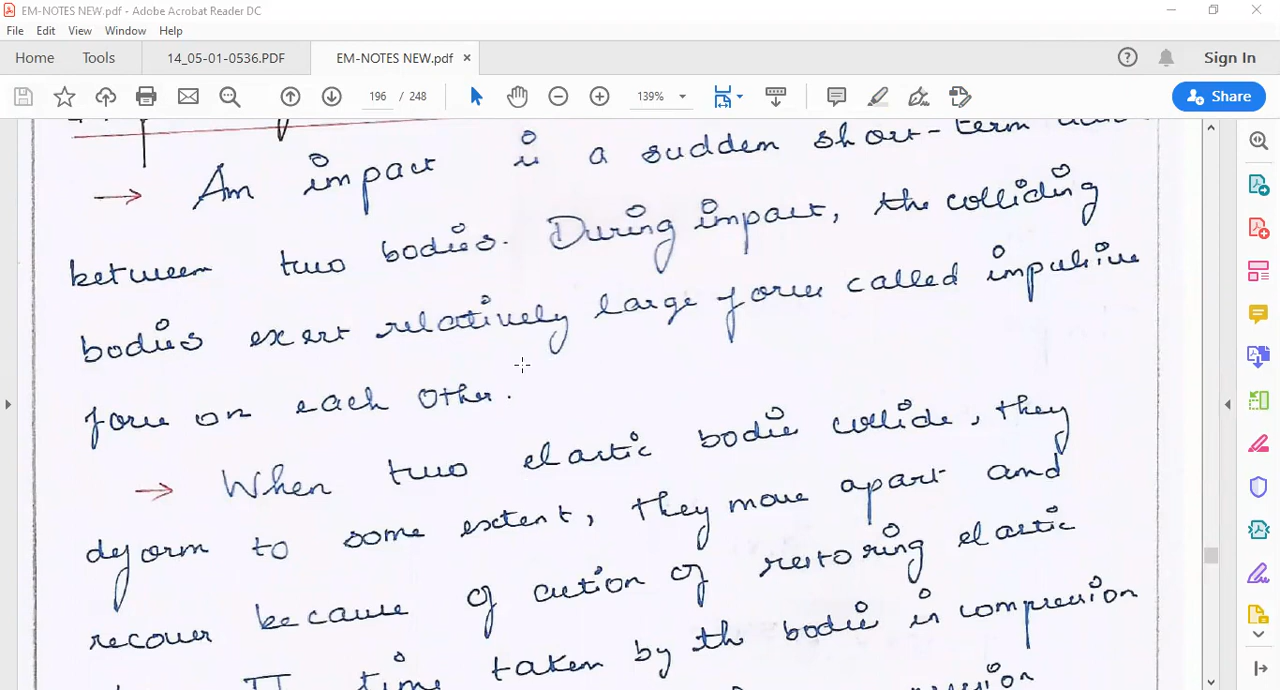 EM-NOTES NEW.pdf - Adobe Acrobat Reader DC
File Edit View Window Help
Home Tools 14_05-01-0536.PDF EM-NOTES NEW.pdf × Sign In
196 / 248 139% Share
→ An impact is a sudden short-term
between two bodies. During impact, the colliding
bodies exert relatively large force called impulsive
force on each other.
→ When two elastic bodies collide, they
deform to some extent, they move apart and
recover because of action of restoring elastic
time taken by the bodies in compression